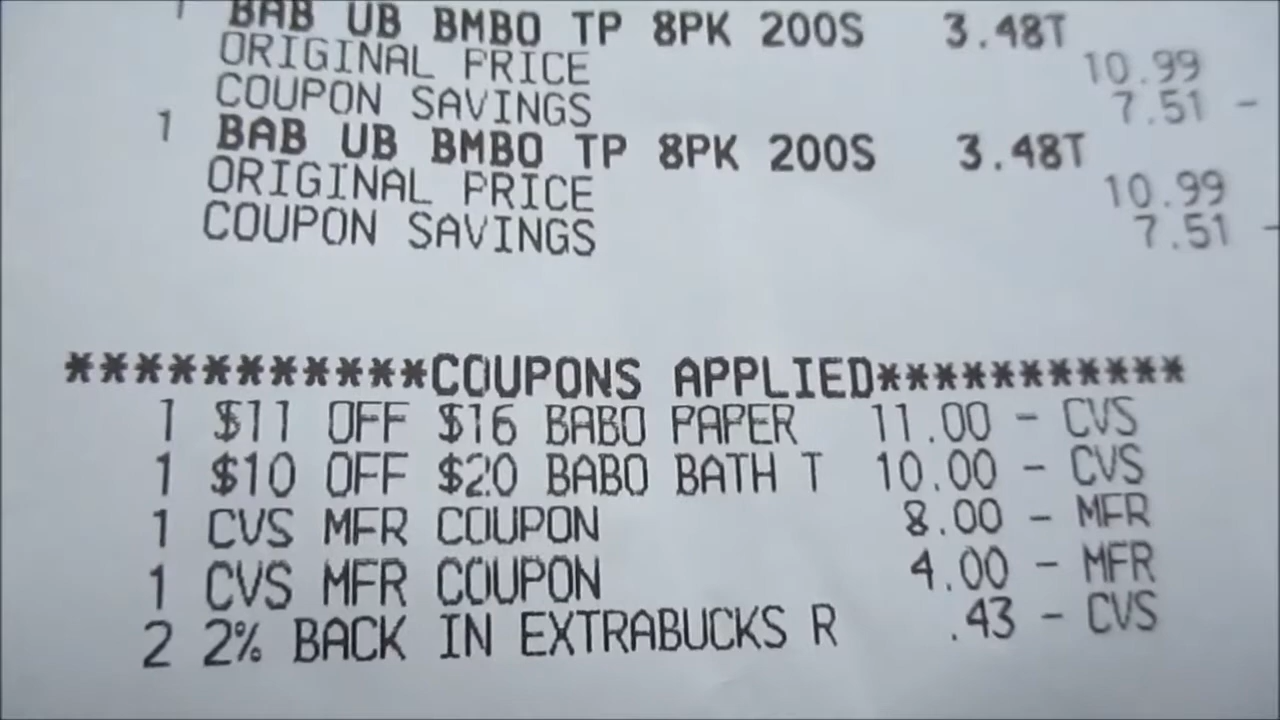 1 BAB UB BMBO TP 8PK 200S 3.48T
ORIGINAL PRICE 10.99
COUPON SAVINGS 7.51 -
1 BAB UB BMBO TP 8PK 200S 3.48T
ORIGINAL PRICE 10.99
COUPON SAVINGS 7.51 -
***********COUPONS APPLIED***********
1 $11 OFF $16 BABO PAPER 11.00 - CVS
1 $10 OFF $20 BABO BATH T 10.00 - CVS
1 CVS MFR COUPON 8.00 - MFR
1 CVS MFR COUPON 4.00 - MFR
2 2% BACK IN EXTRABUCKS R .43 - CVS